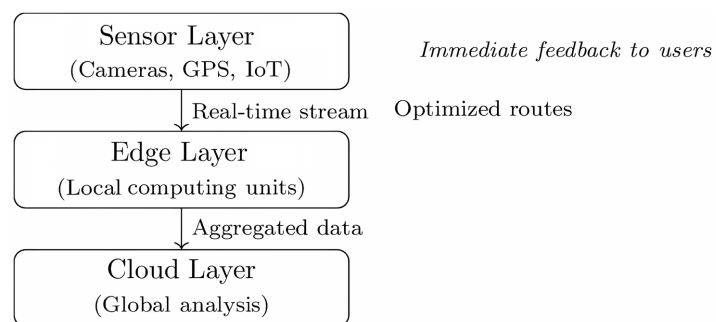 Sensor Layer
(Cameras, GPS, IoT)
Immediate feedback to users
Real-time stream
Optimized routes
Edge Layer
(Local computing units)
Aggregated data
Cloud Layer
(Global analysis)